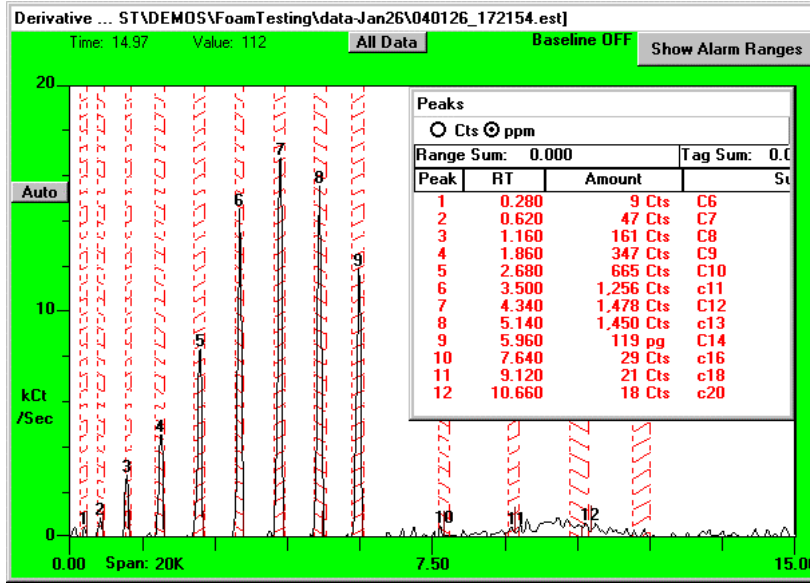 Derivative ... ST\DEMOS\FoamTesting\data-Jan26\040126_172154.est]
Time: 14.97 Value: 112 All Data Baseline OFF Show Alarm Ranges
20
Peaks
Cts ppm
Range Sum: 0.000 Tag Sum: 0.0
Peak RT Amount Su
1 0.280 9 Cts C6
2 0.620 47 Cts C7
3 1.160 161 Cts C8
4 1.860 347 Cts C9
5 2.680 665 Cts C10
6 3.500 1,256 Cts c11
7 4.340 1,478 Cts C12
8 5.140 1,450 Cts c13
9 5.960 119 pg C14
10 7.640 29 Cts c16
11 9.120 21 Cts c18
12 10.660 18 Cts c20
Auto
10
kCt
/Sec
0
1 2 3 4 5 6 7 8 9 10 11 12
0.00 Span: 20K 7.50 15.00